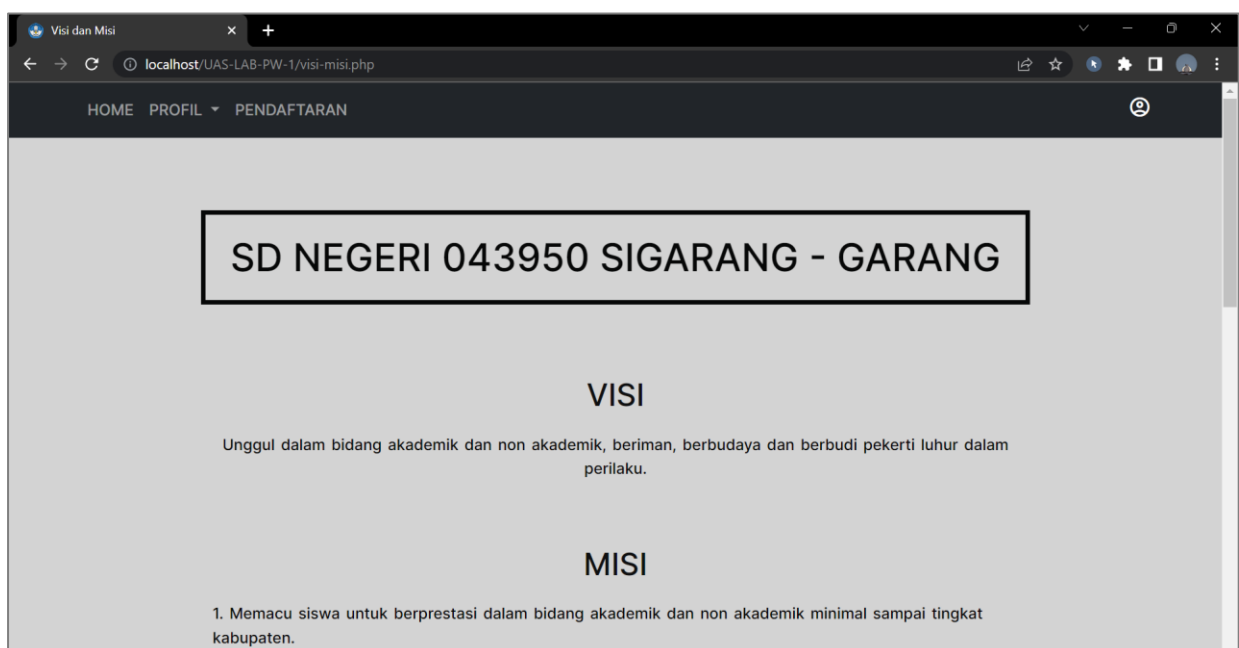 Visi dan Misi
localhost/UAS-LAB-PW-1/visi-misi.php
HOME PROFIL PENDAFTARAN
SD NEGERI 043950 SIGARANG - GARANG
VISI
Unggul dalam bidang akademik dan non akademik, beriman, berbudaya dan berbudi pekerti luhur dalam
perilaku.
MISI
1. Memacu siswa untuk berprestasi dalam bidang akademik dan non akademik minimal sampai tingkat
kabupaten.